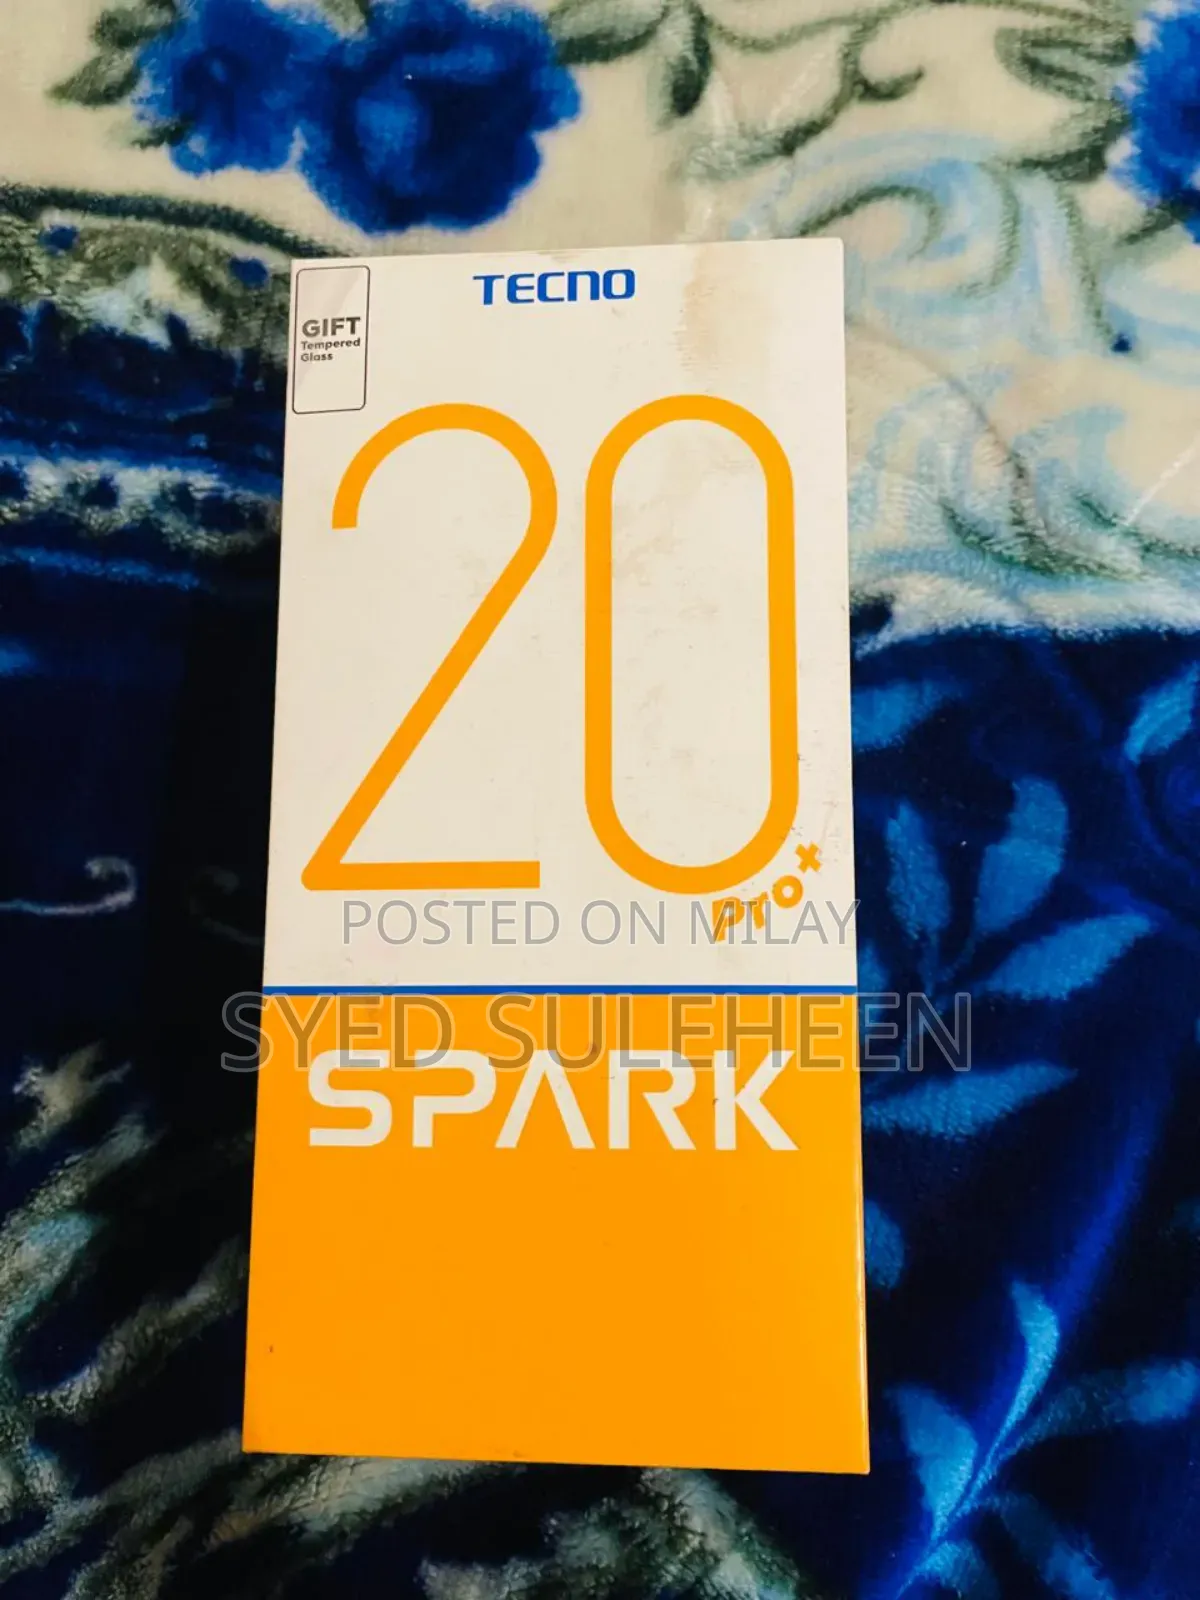 TECNO
GIFT
Tempered
Glass
20
Pro+
POSTED ON MILAY
SYED SULEHEEN
SPARK